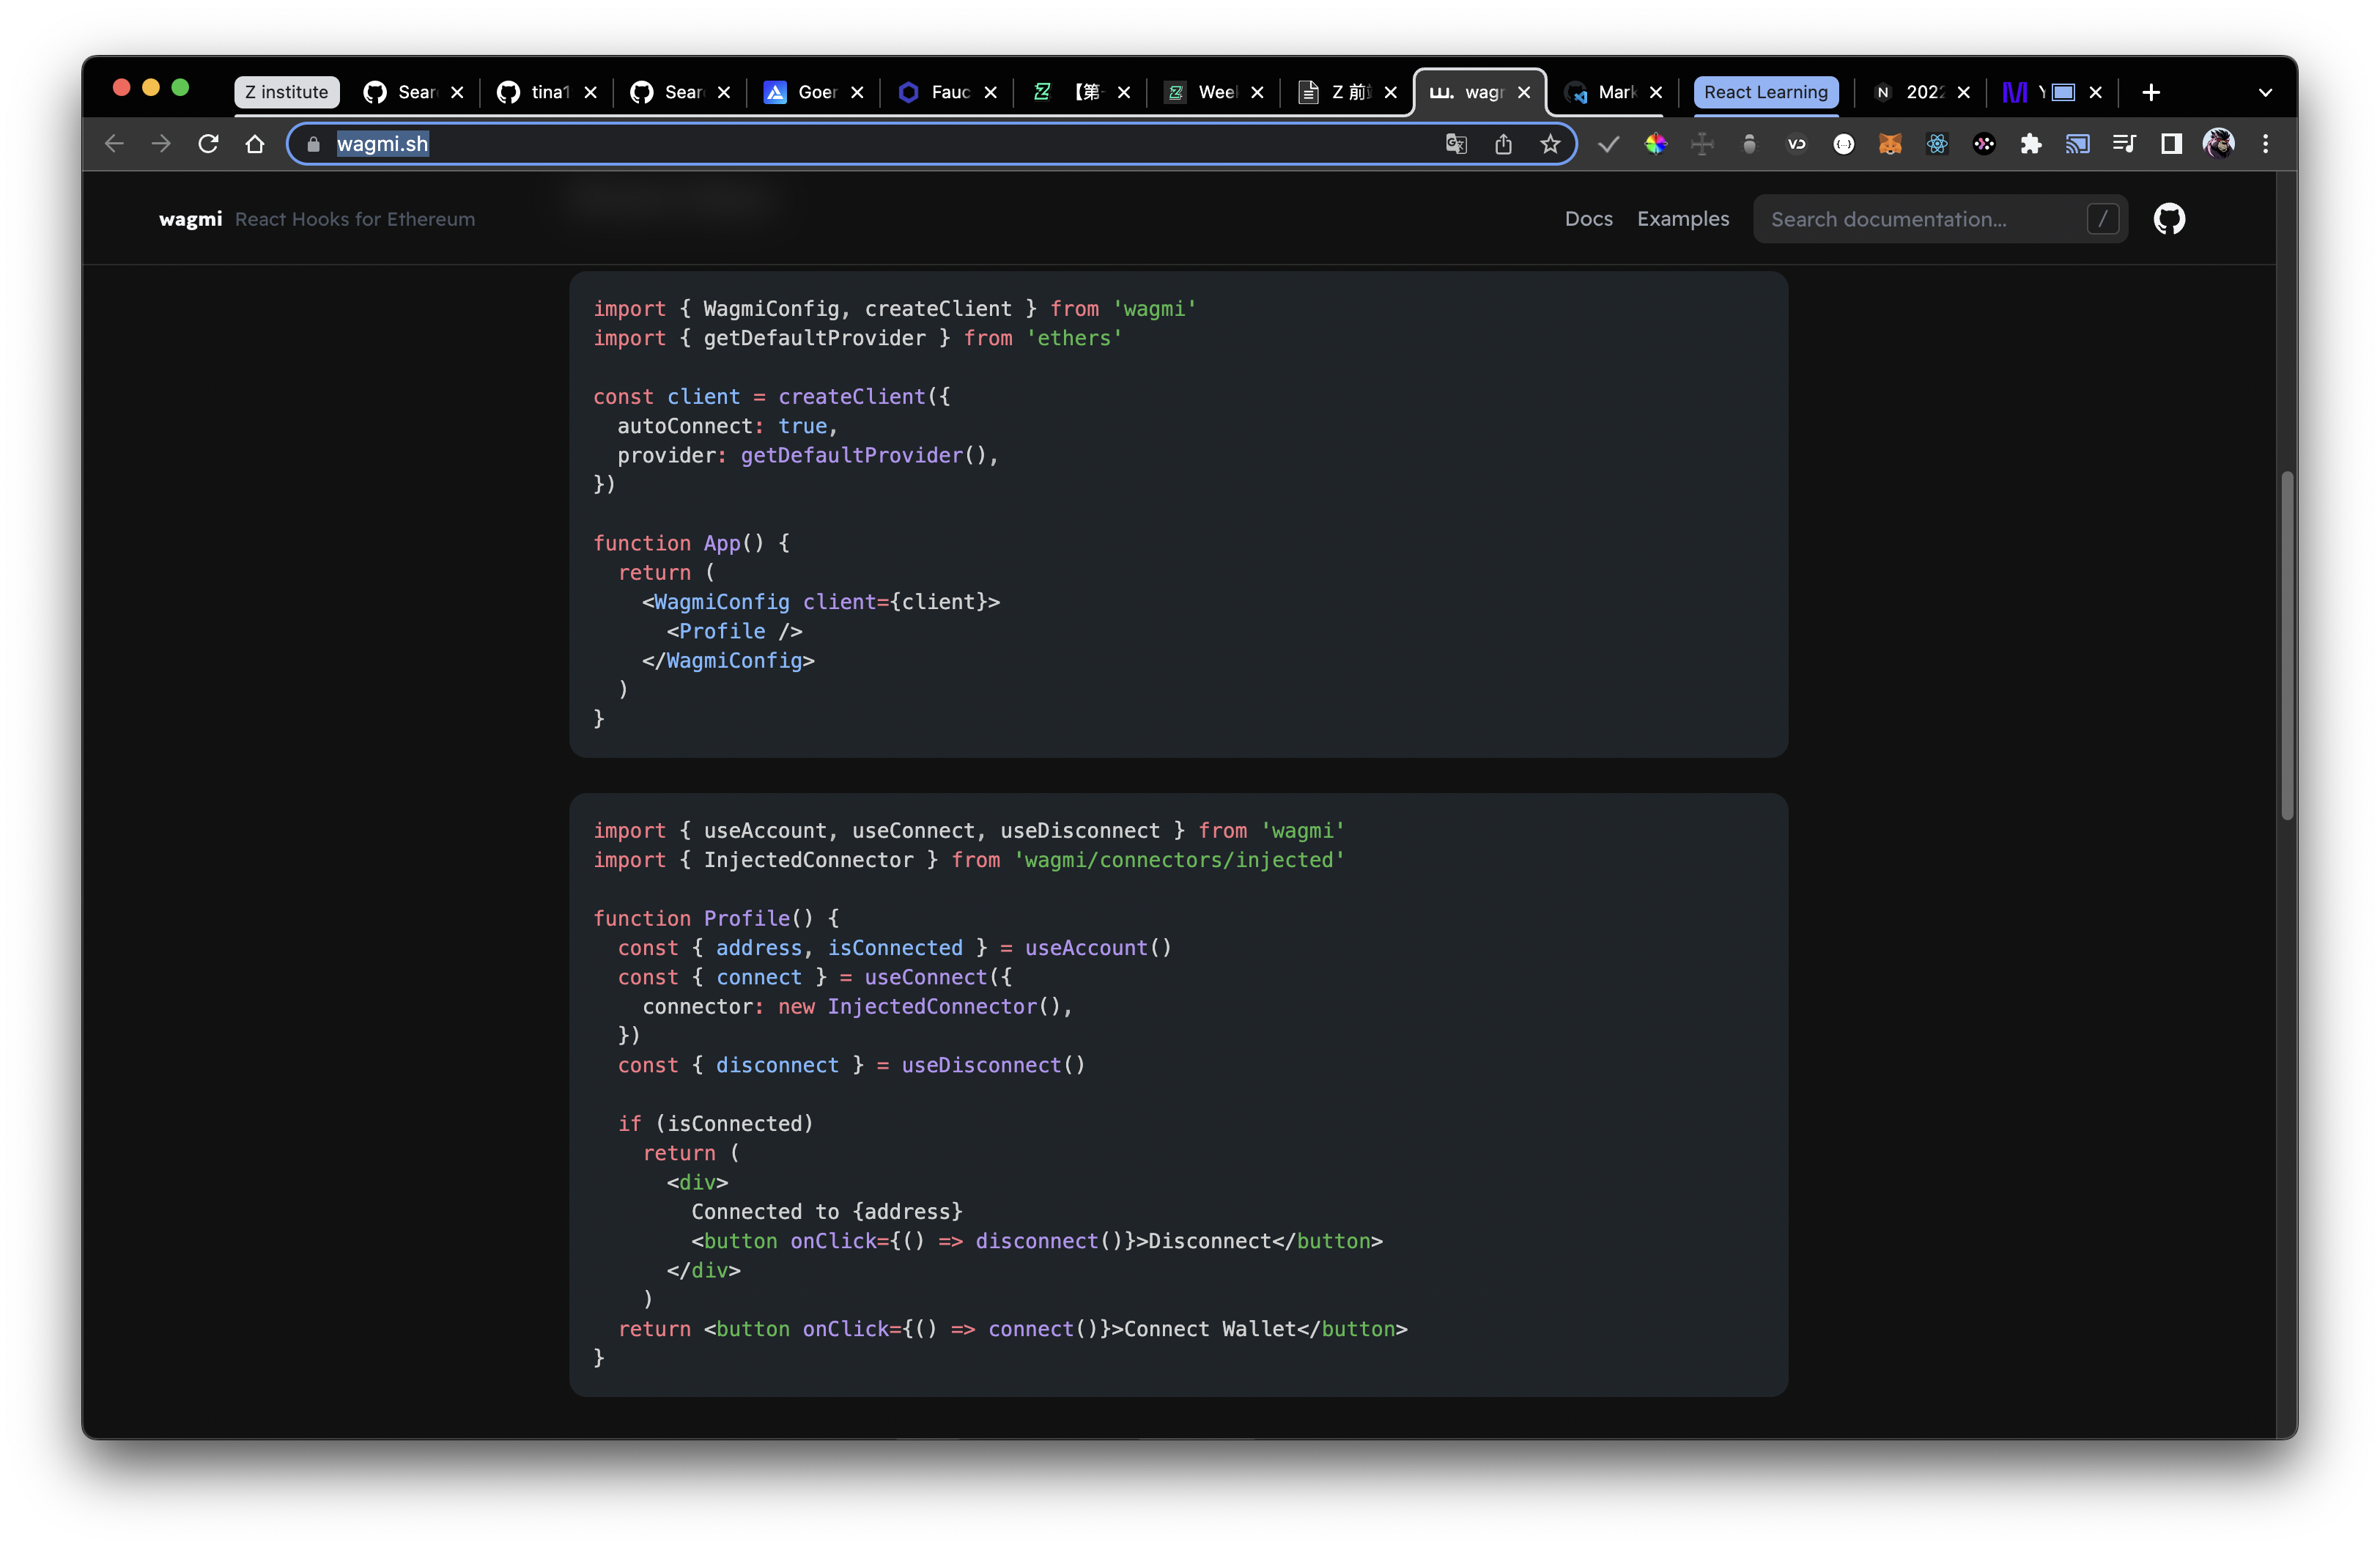 Z institute Sear tina1 Sear Goer Fauc 【第 Wee Z 前 wagr Mark React Learning 2022 Y
wagmi.sh
wagmi React Hooks for Ethereum Docs Examples Search documentation... /
import { WagmiConfig, createClient } from 'wagmi'
import { getDefaultProvider } from 'ethers'
const client = createClient({
  autoConnect: true,
  provider: getDefaultProvider(),
})
function App() {
  return (
    <WagmiConfig client={client}>
      <Profile />
    </WagmiConfig>
  )
}
import { useAccount, useConnect, useDisconnect } from 'wagmi'
import { InjectedConnector } from 'wagmi/connectors/injected'
function Profile() {
  const { address, isConnected } = useAccount()
  const { connect } = useConnect({
    connector: new InjectedConnector(),
  })
  const { disconnect } = useDisconnect()
  if (isConnected)
    return (
      <div>
        Connected to {address}
        <button onClick={() => disconnect()}>Disconnect</button>
      </div>
    )
  return <button onClick={() => connect()}>Connect Wallet</button>
}